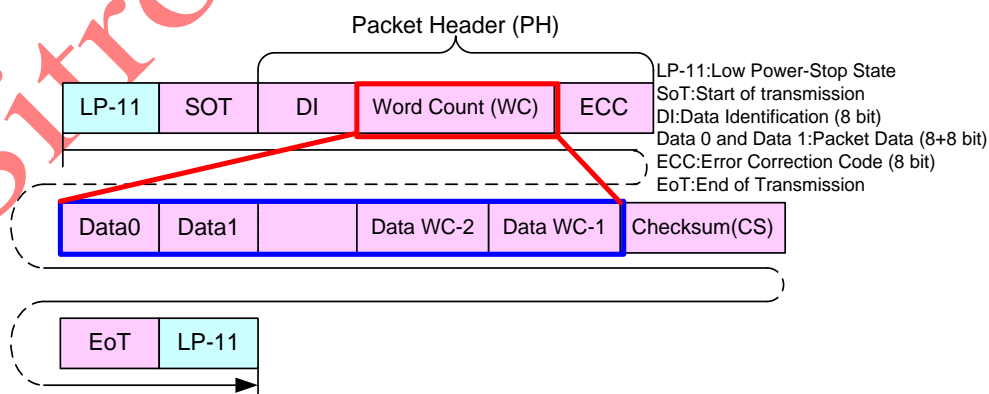 Packet Header (PH)
LP-11
SOT
DI
Word Count (WC)
ECC
LP-11:Low Power-Stop State
SoT:Start of transmission
DI:Data Identification (8 bit)
Data 0 and Data 1:Packet Data (8+8 bit)
ECC:Error Correction Code (8 bit)
EoT:End of Transmission
Data0
Data1
Data WC-2
Data WC-1
Checksum(CS)
EoT
LP-11